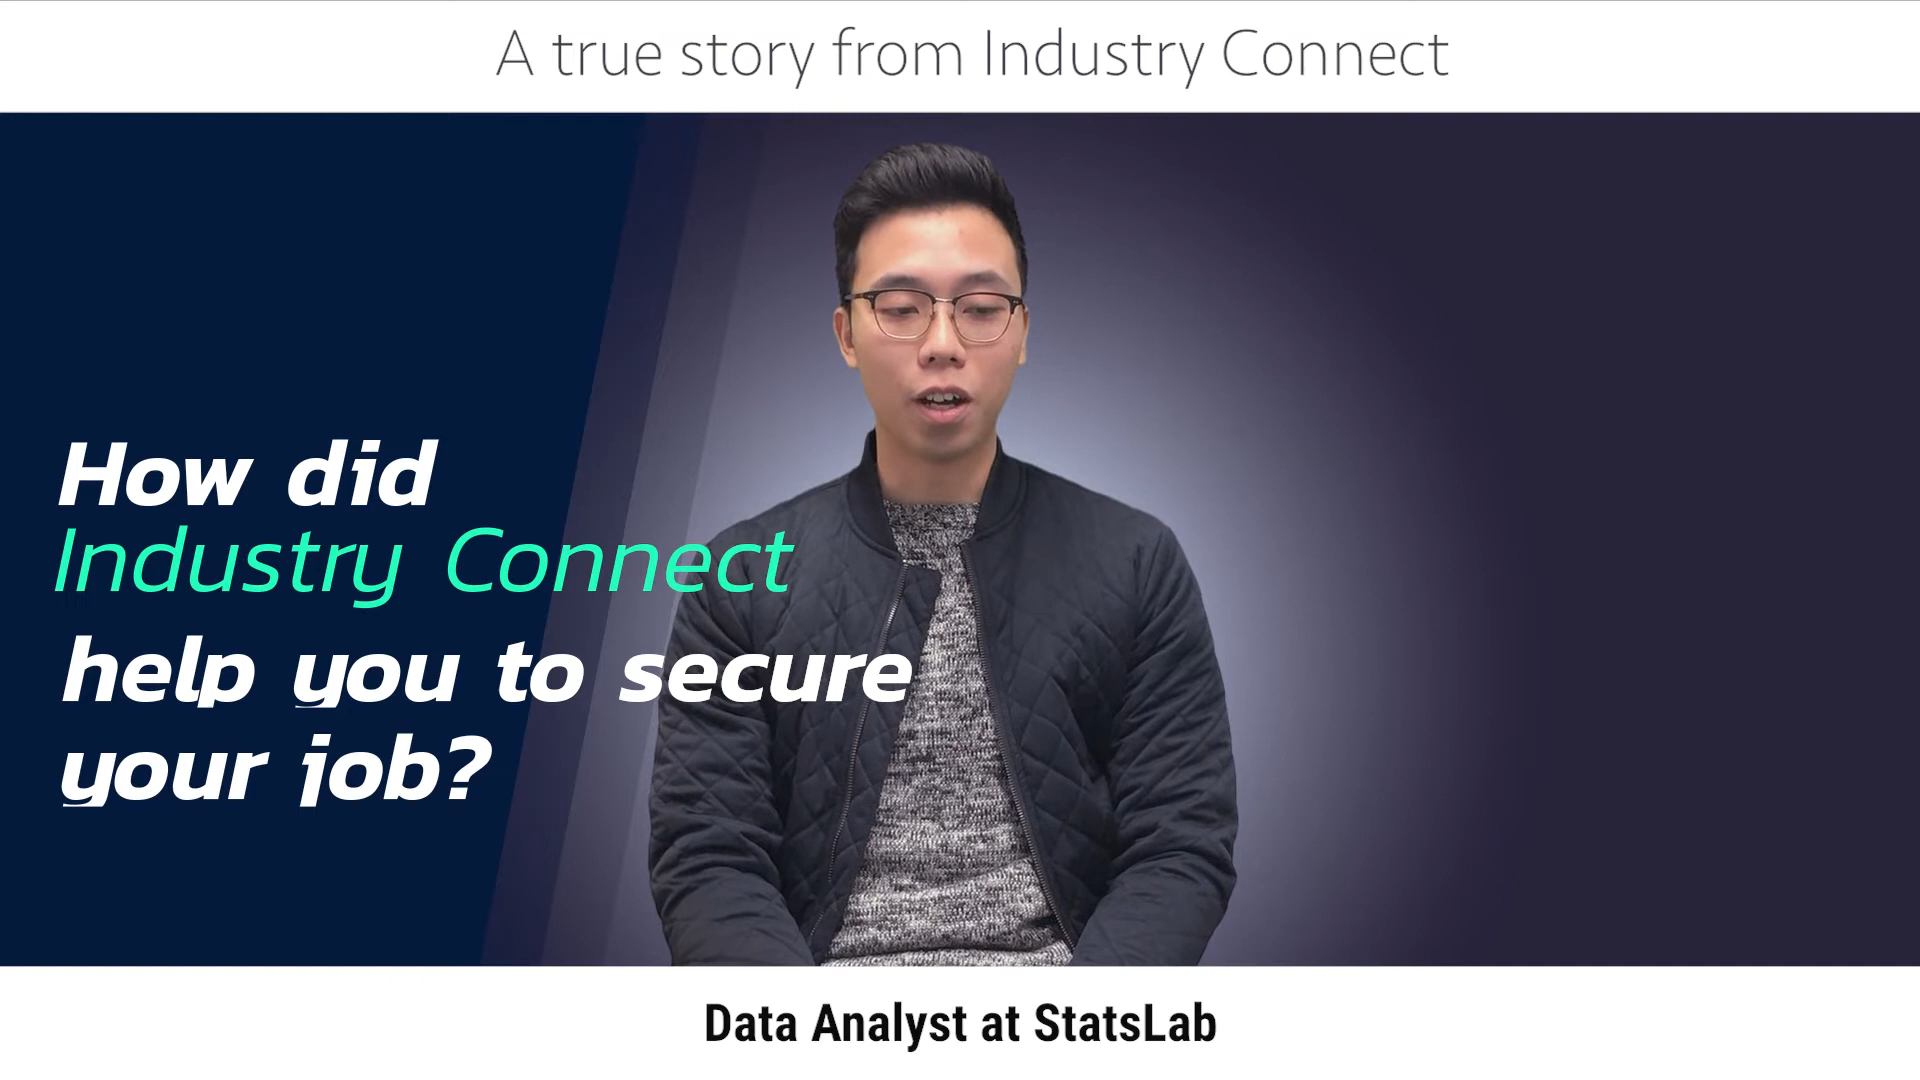 A true story from Industry Connect
How did
Industry Connect
help you to secure
your job?
Data Analyst at StatsLab